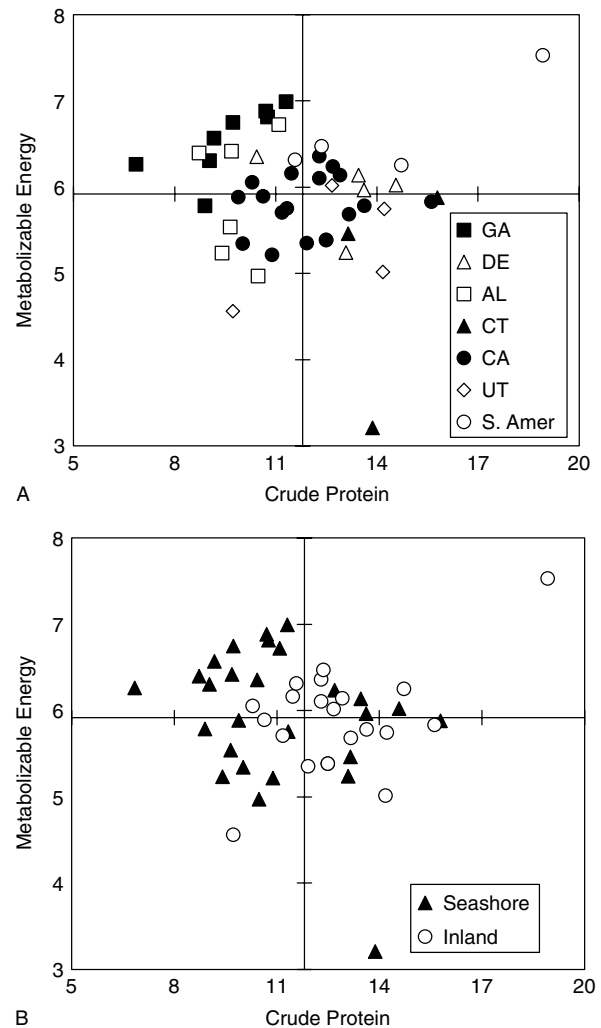 8
7
6
5
4
3
Metabolizable Energy
GA
DE
AL
CT
CA
UT
S. Amer
5 8 11 14 17 20
A Crude Protein
8
7
6
5
4
3
Metabolizable Energy
Seashore
Inland
5 8 11 14 17 20
B Crude Protein